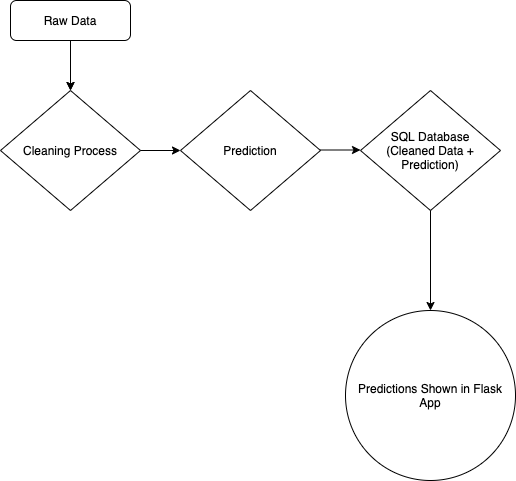 Raw Data
Cleaning Process
Prediction
SQL Database
(Cleaned Data +
Prediction)
Predictions Shown in Flask
App